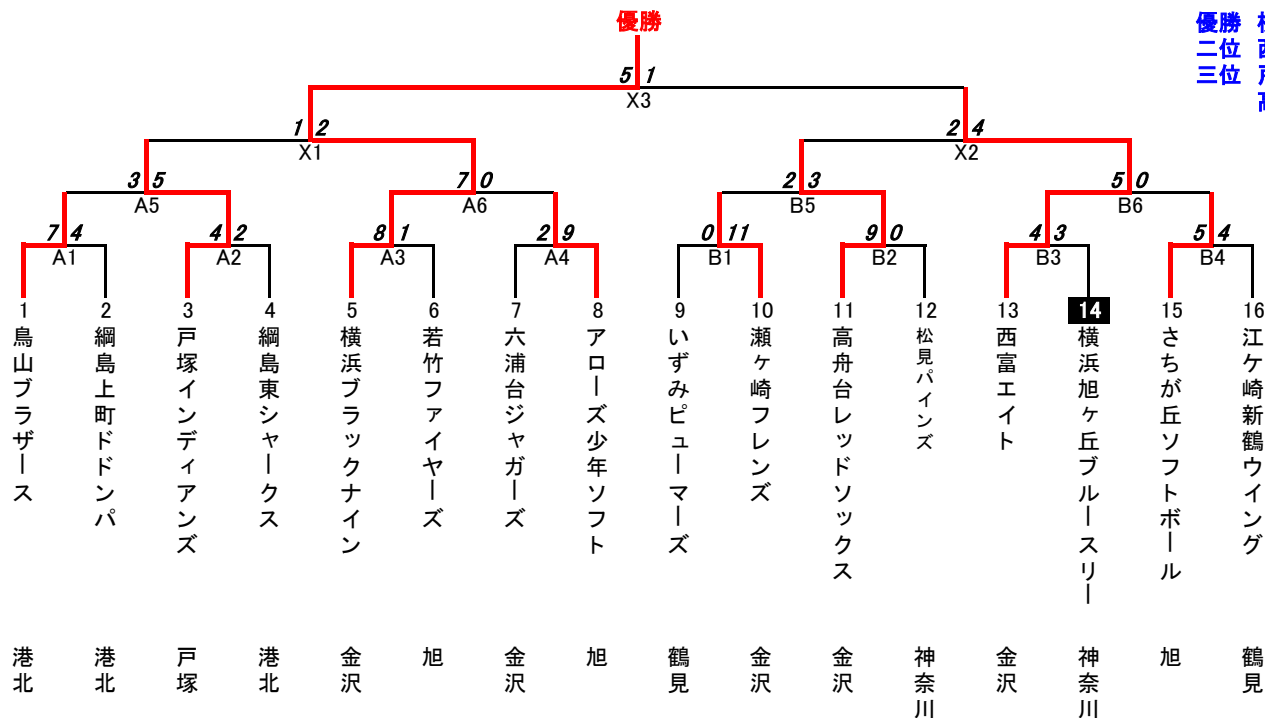 優勝
優勝
二位
三位
5 1
X3
1 2
X1
2 4
X2
3 5
A5
7 0
A6
2 3
B5
5 0
B6
7 4
A1
4 2
A2
8 1
A3
2 9
A4
0 11
B1
9 0
B2
4 3
B3
5 4
B4
1 鳥山ブラザース 港北
2 綱島上町ドドンパ 港北
3 戸塚インディアンズ 戸塚
4 綱島東シャークス 港北
5 横浜ブラックナイン 金沢
6 若竹ファイヤーズ 旭
7 六浦台ジャガーズ 金沢
8 アローズ少年ソフト 旭
9 いずみピューマーズ 鶴見
10 瀬ヶ崎フレンズ 金沢
11 高舟台レッドソックス 金沢
12 松見パインズ 神奈川
13 西富エイト 金沢
14 横浜旭ヶ丘ブルースリー 神奈川
15 さちが丘ソフトボール 旭
16 江ケ崎新鶴ウイング 鶴見